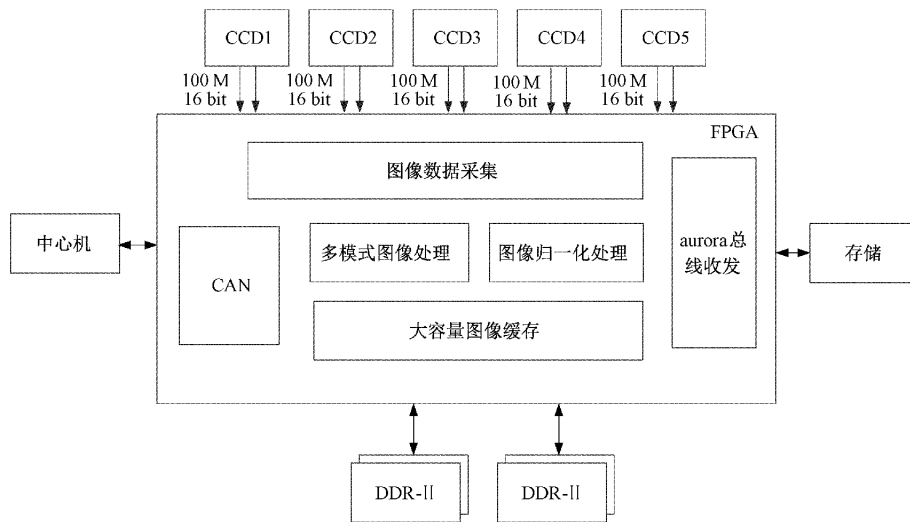 CCD1
CCD2
CCD3
CCD4
CCD5
100 M
16 bit
100 M
16 bit
100 M
16 bit
100 M
16 bit
100 M
16 bit
FPGA
图像数据采集
中心机
CAN
多模式图像处理
图像归一化处理
aurora总
线收发
存储
大容量图像缓存
DDR-II
DDR-II